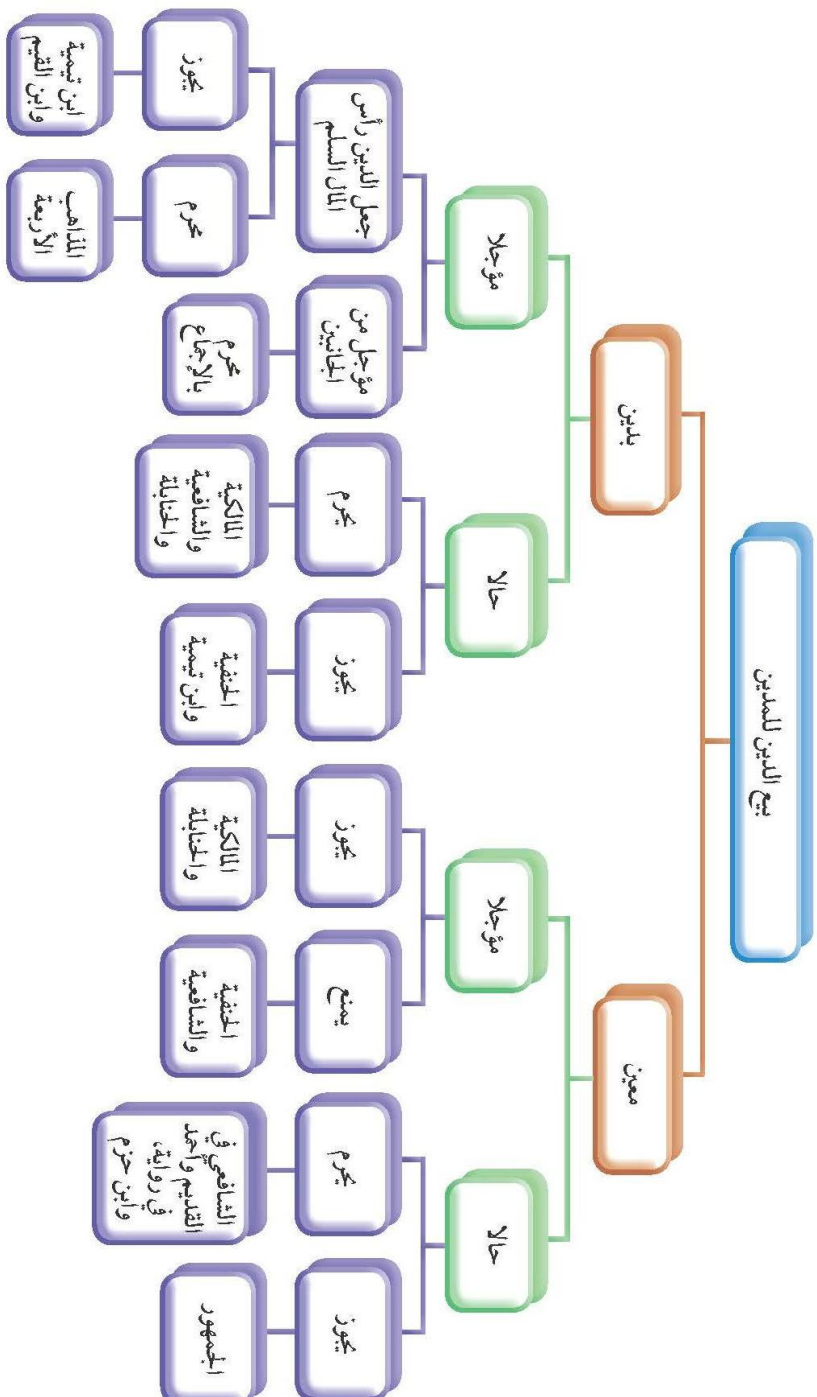 بيع الدين للمدين
معين
بدين
حالا
مؤجلا
حالا
مؤجلا
يجوز
يحرم
يمنع
يجوز
يجوز
يحرم
مؤجل من
الجانبين
جعل الدين رأس
المال السلم
الجمهور
الشافعي في
القديم وأحمد
في رواية،
وابن حزم
الحنفية
والشافعية
المالكية
والحنابلة
الحنفية
وابن تيمية
المالكية
والشافعية
والحنابلة
محرم
بالإجماع
محرم
يجوز
المذاهب
الأربعة
ابن تيمية
وابن القيم